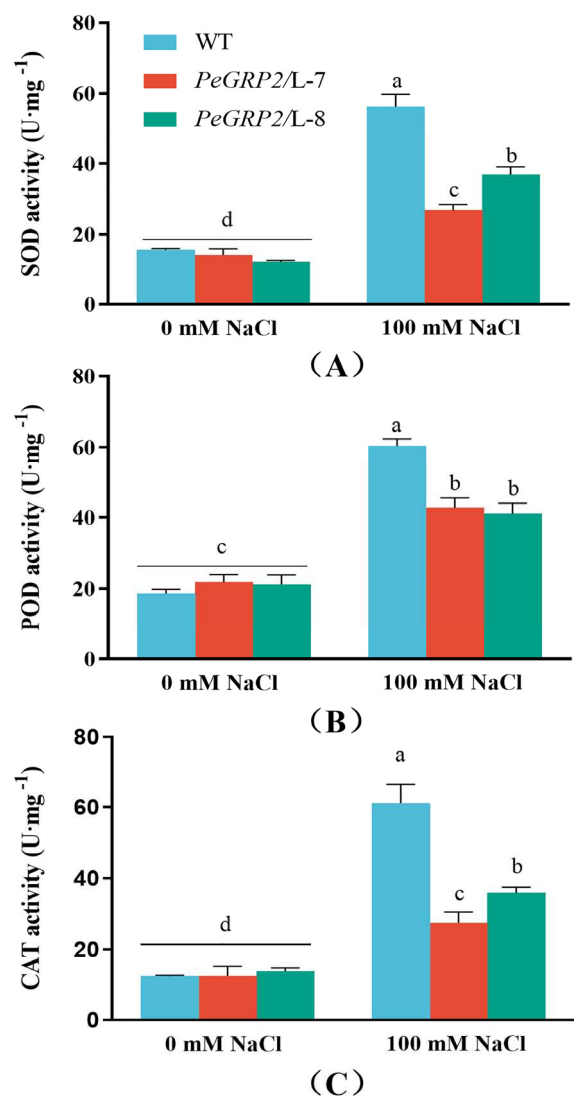 WT
PeGRP2/L-7
PeGRP2/L-8
SOD activity (U·mg⁻¹)
80
60
40
20
0
a
b
c
d
0 mM NaCl 100 mM NaCl
（A）
POD activity (U·mg⁻¹)
80
60
40
20
0
a
b b
c
0 mM NaCl 100 mM NaCl
（B）
CAT activity (U·mg⁻¹)
80
60
40
20
0
a
b
c
d
0 mM NaCl 100 mM NaCl
（C）